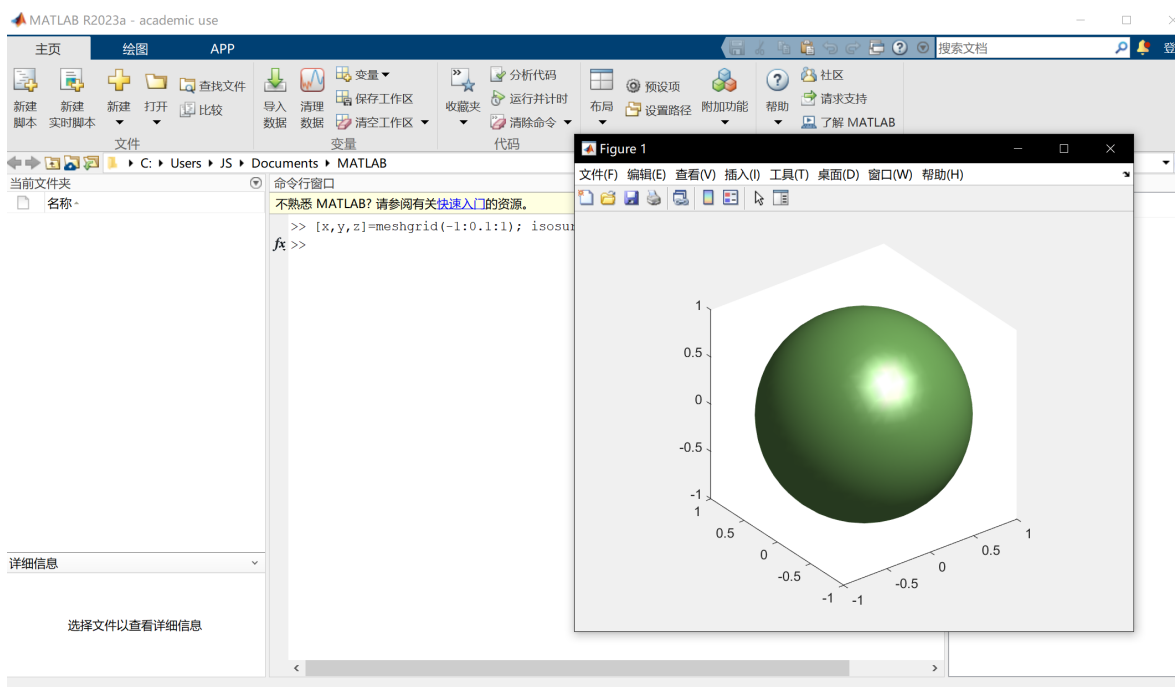 MATLAB R2023a - academic use
主页 绘图 APP 搜索文档 登
新建脚本 新建实时脚本 新建 打开 查找文件 比较
导入数据 清理数据 变量 保存工作区 清空工作区
收藏夹 分析代码 运行并计时 清除命令
布局 预设项 设置路径 附加功能
帮助 社区 请求支持 了解 MATLAB
文件 变量 代码
C: Users JS Documents MATLAB
当前文件夹
名称
命令行窗口
不熟悉 MATLAB? 请参阅有关快速入门的资源。
>> [x,y,z]=meshgrid(-1:0.1:1); isosur
fx >>
详细信息
选择文件以查看详细信息
Figure 1
文件(F) 编辑(E) 查看(V) 插入(I) 工具(T) 桌面(D) 窗口(W) 帮助(H)
1
0.5
0
-0.5
-1
1
0.5
0
-0.5
-1
-1
-0.5
0
0.5
1